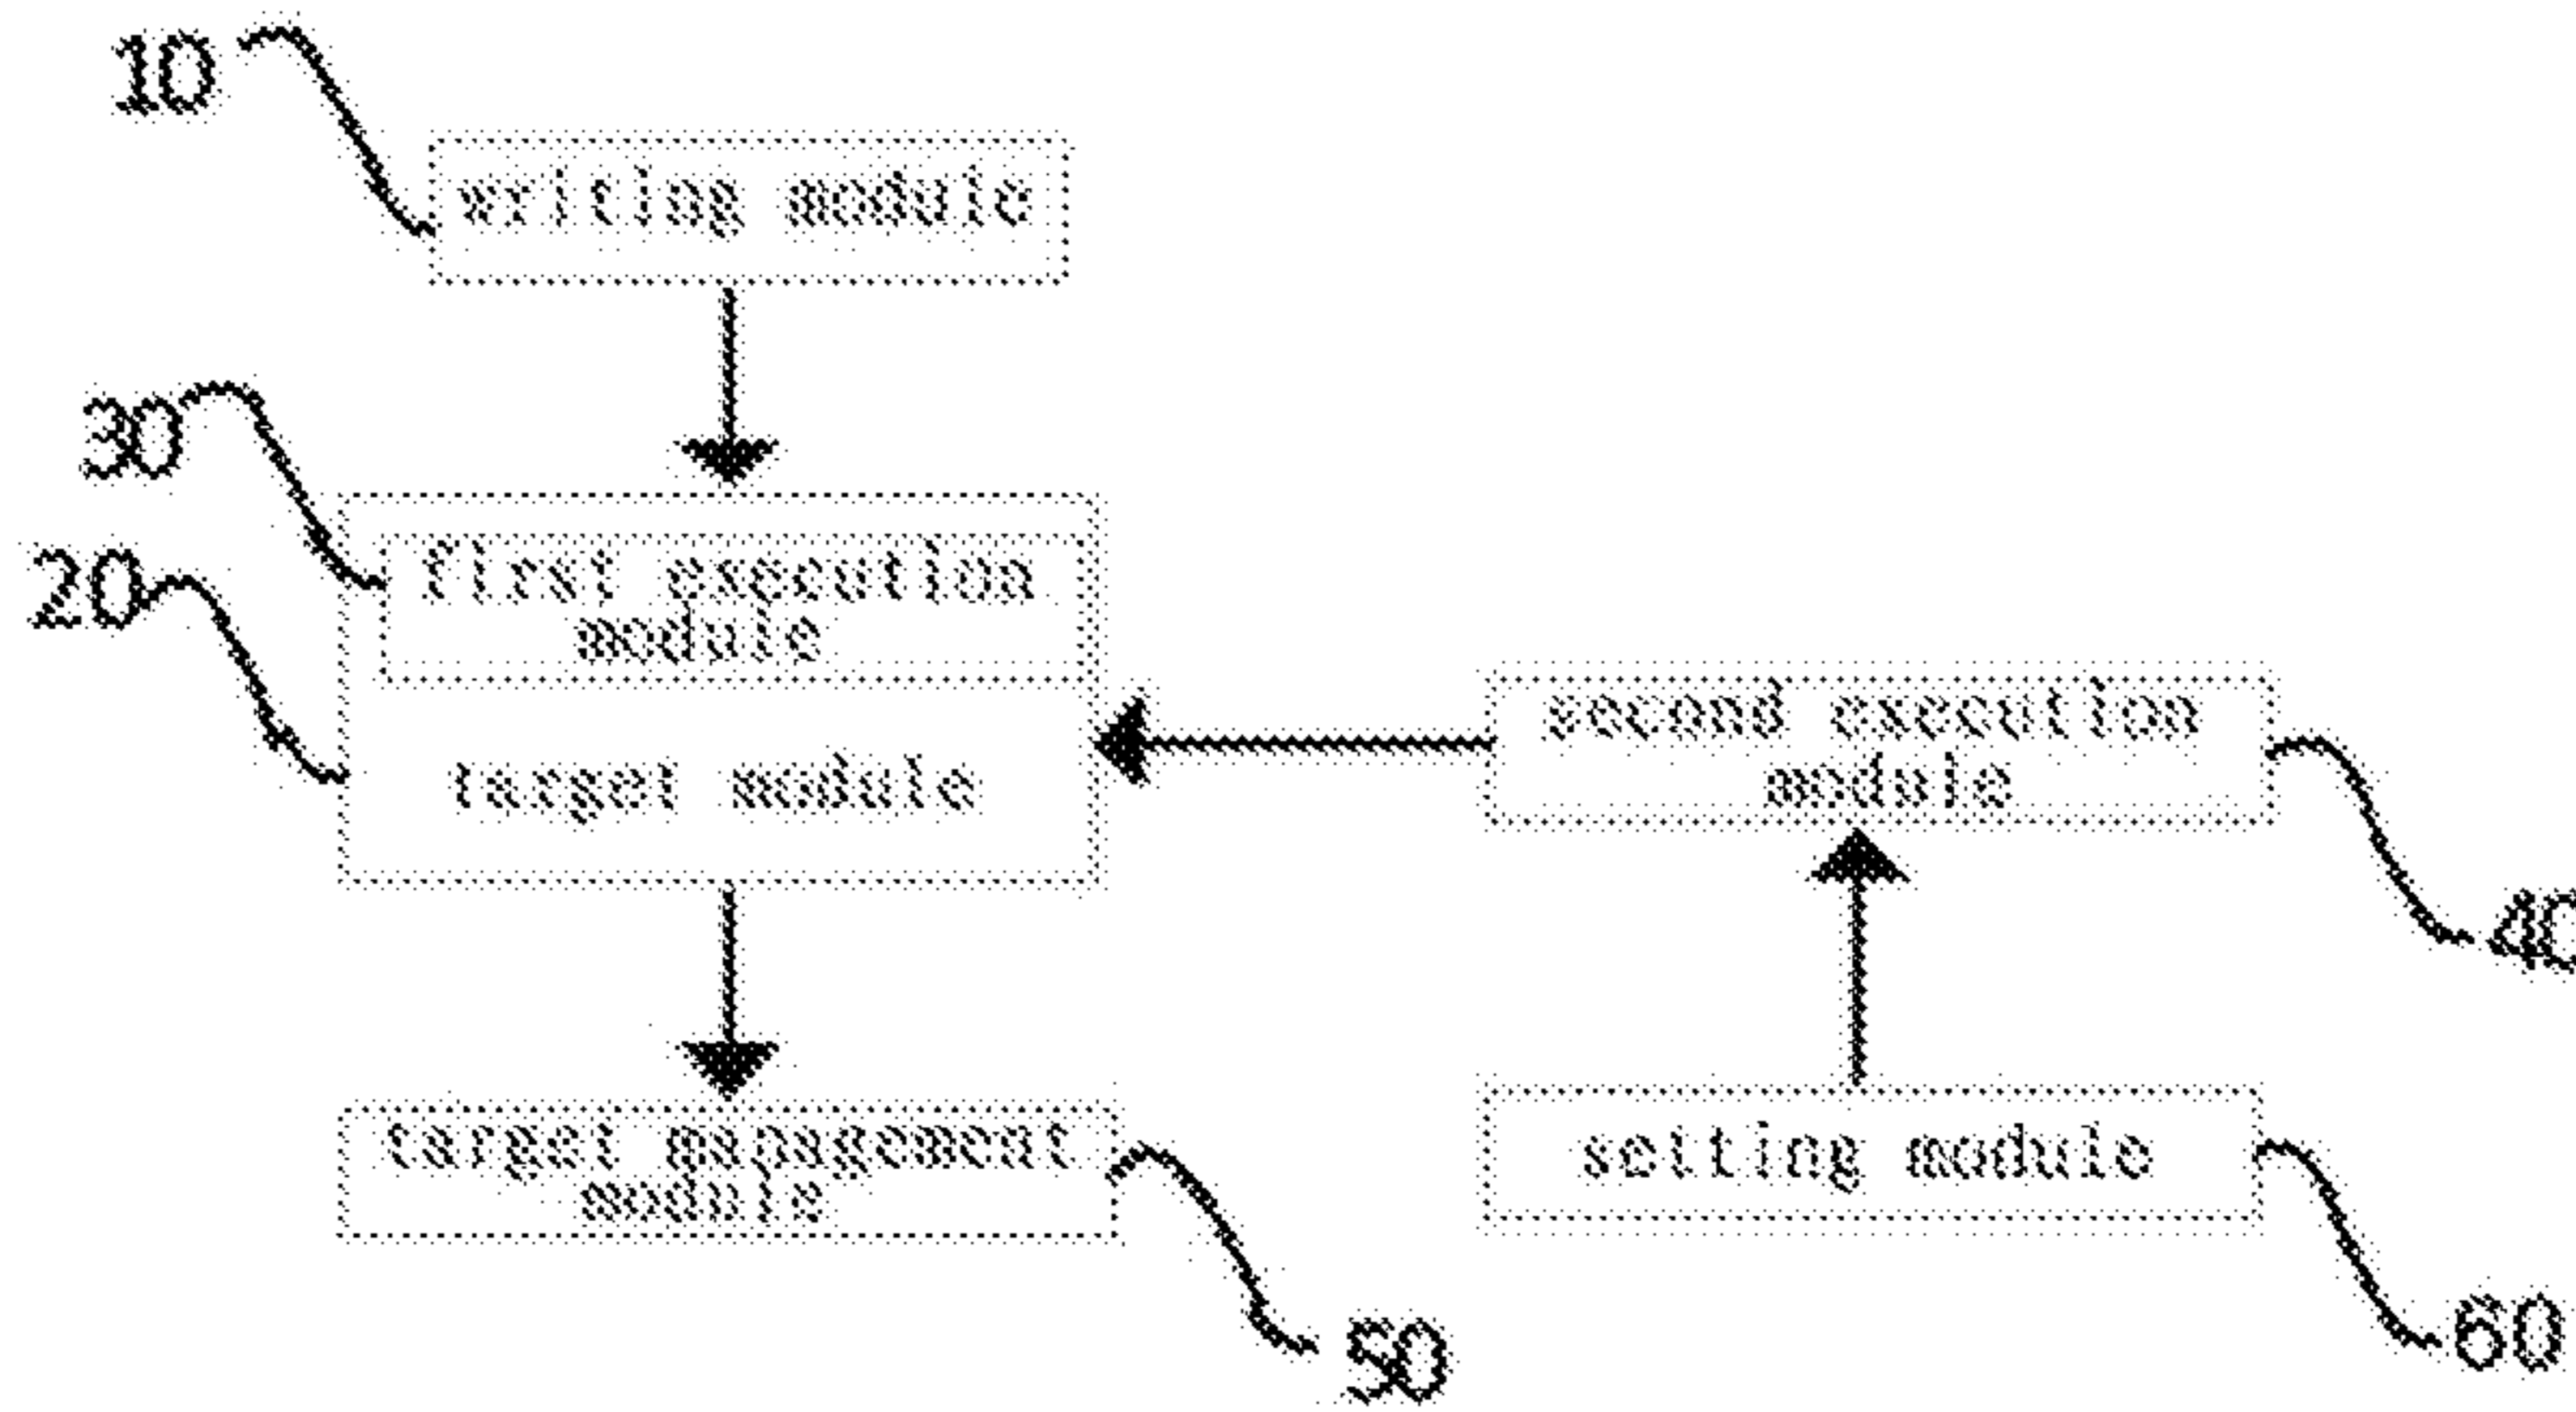 10
writing module
30
first execution
module
20
target module
second execution
module
40
target management
module
setting module
50
60